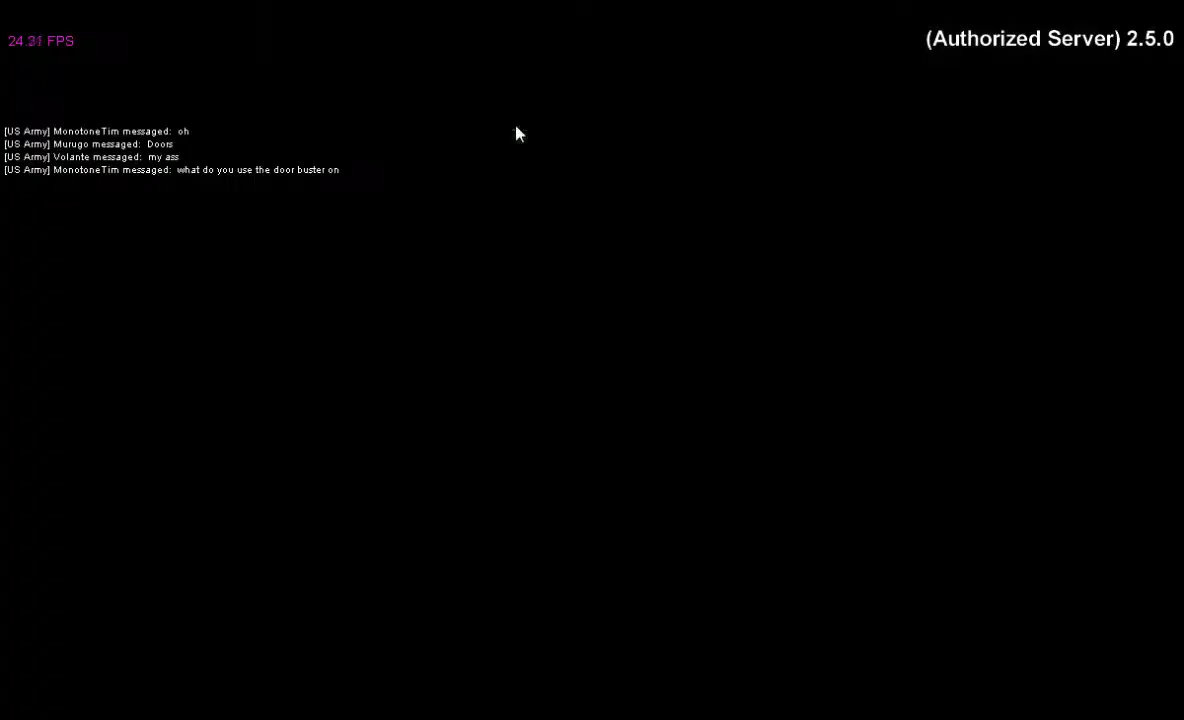 24.31 FPS
(Authorized Server) 2.5.0
[US Army] MonotoneTim messaged: oh
[US Army] Murugo messaged: Doors
[US Army] Volante messaged: my ass
[US Army] MonotoneTim messaged: what do you use the door buster on